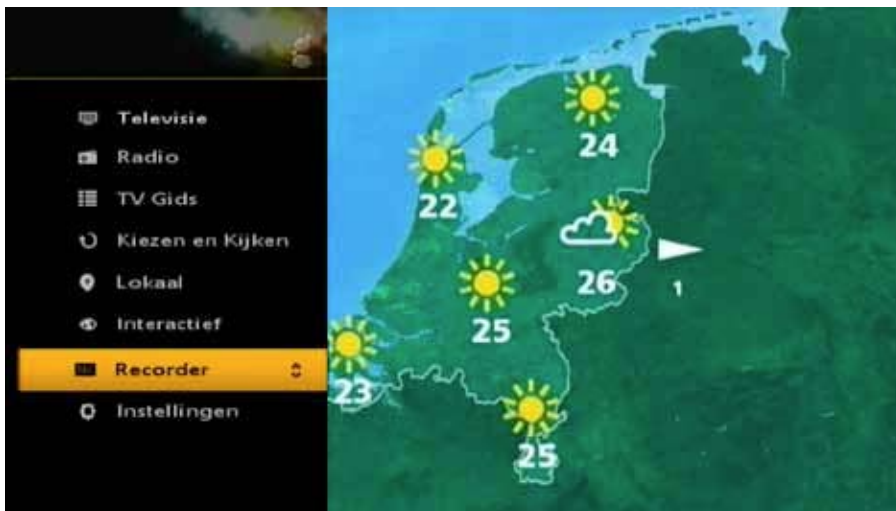 Televisie
Radio
TV Gids
Kiezen en Kijken
Lokaal
Interactief
Recorder
Instellingen
24
22
26
1
25
23
25